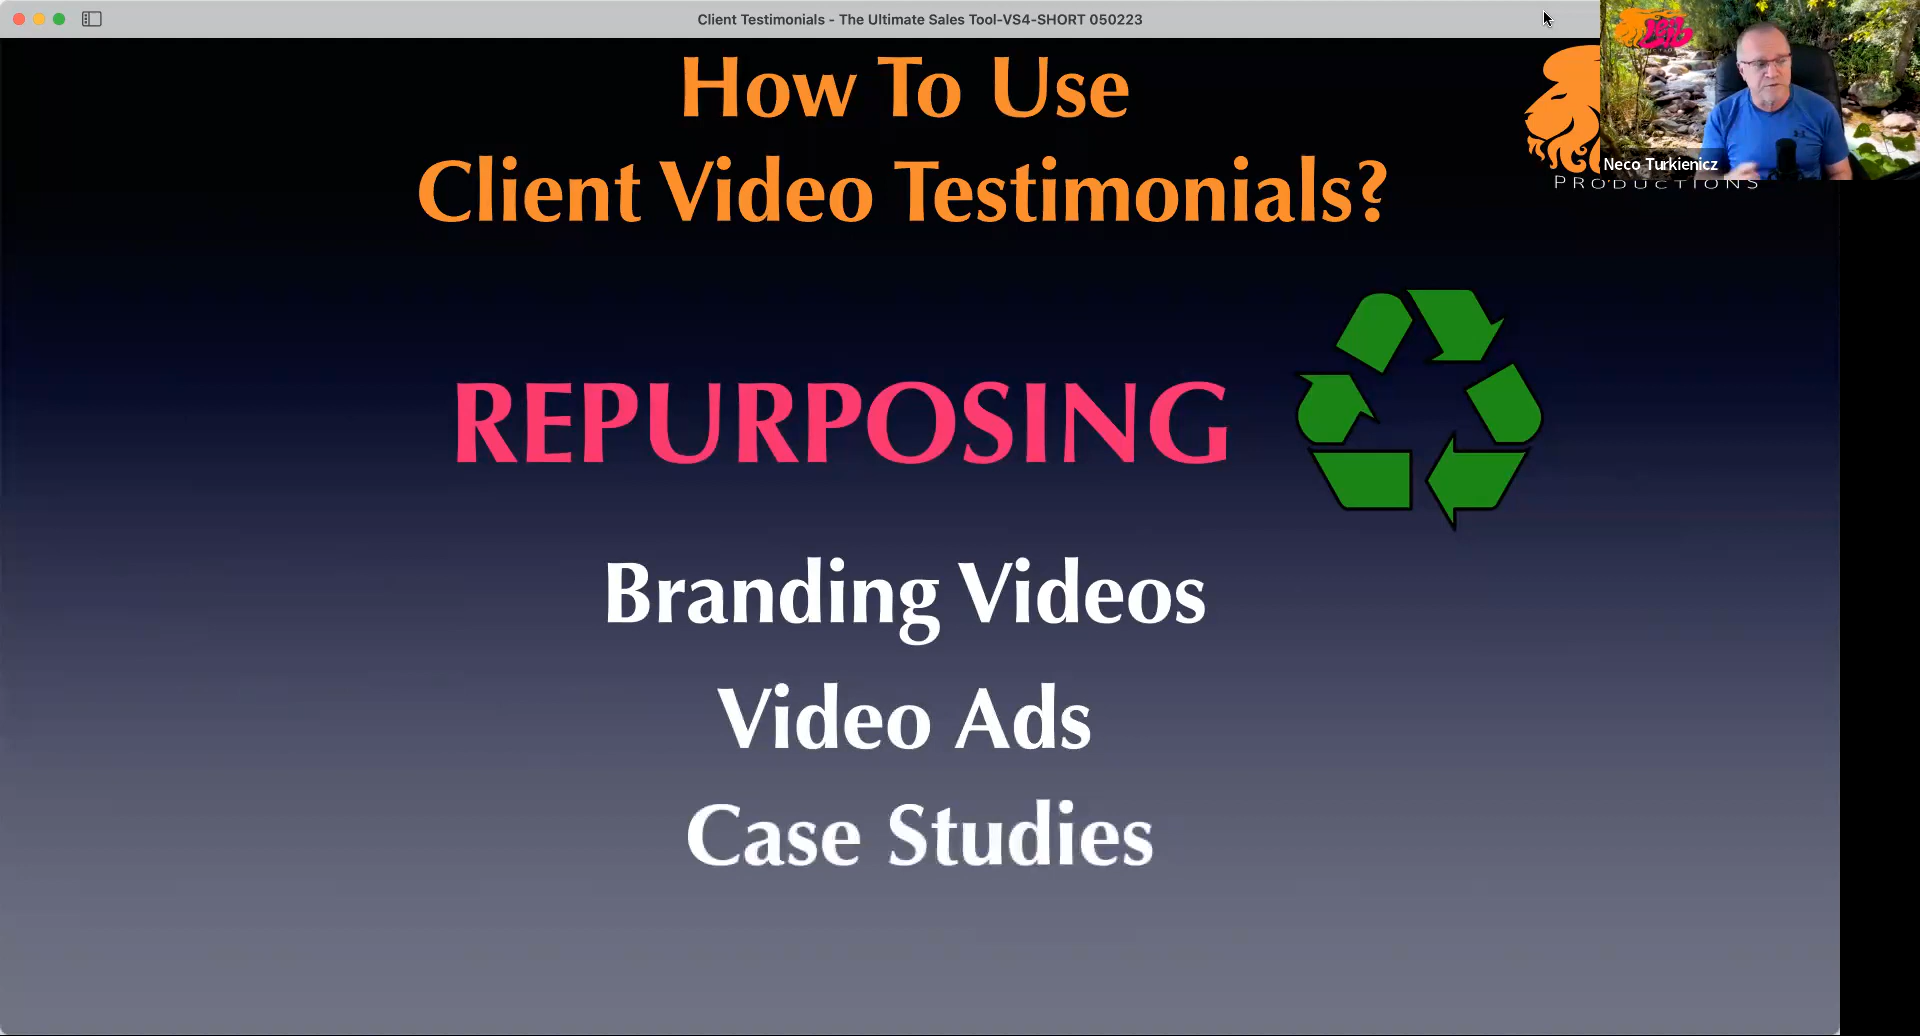 Client Testimonials - The Ultimate Sales Tool-VS4-SHORT 050223
How To Use
Client Video Testimonials?
Neco Turkienicz
PRODUCTIONS
REPURPOSING
Branding Videos
Video Ads
Case Studies